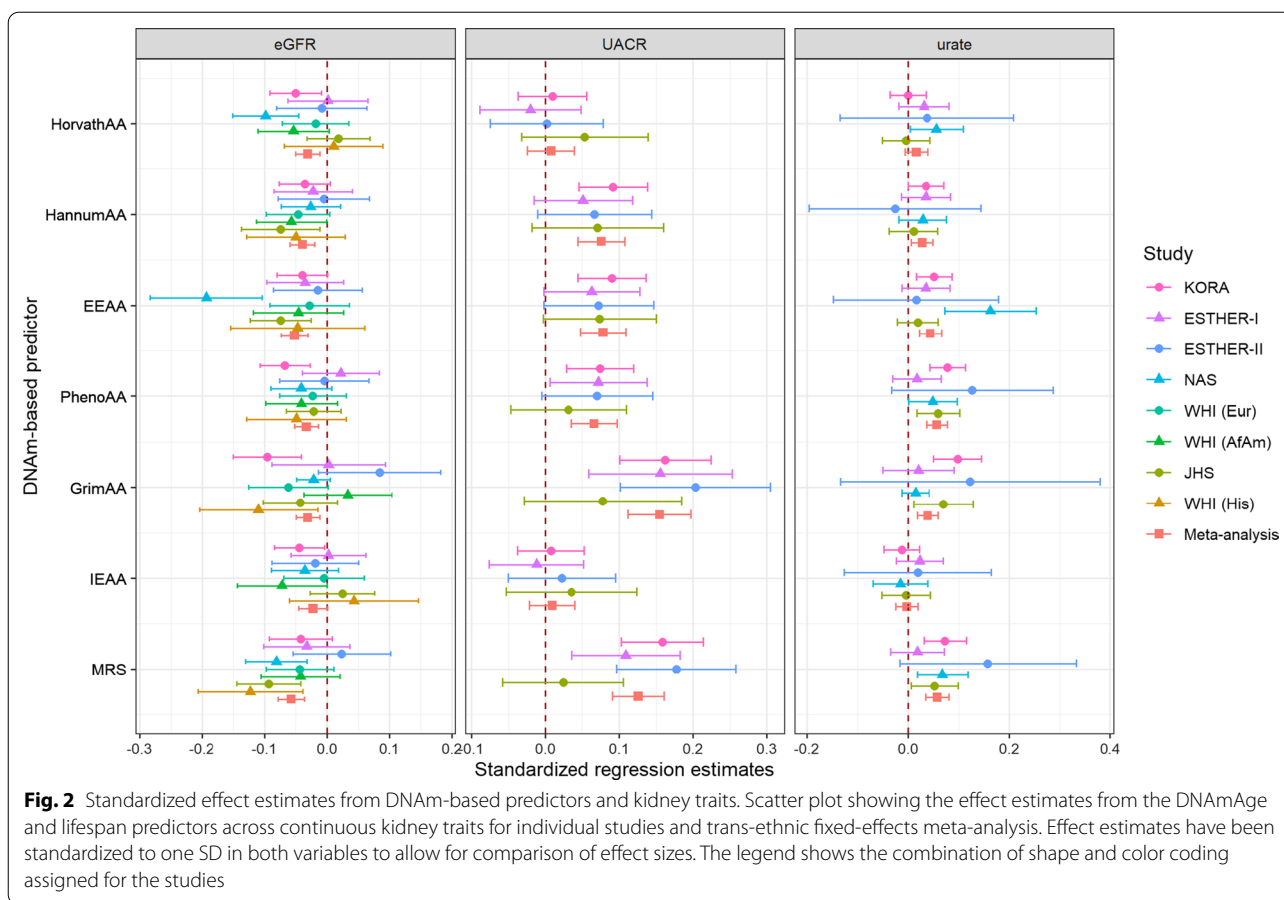 eGFR
UACR
urate
DNAm-based predictor
HorvathAA
HannumAA
EEAA
PhenoAA
GrimAA
IEAA
MRS
-0.3 -0.2 -0.1 0.0 0.1 0.2
-0.1 0.0 0.1 0.2 0.3
0.0 0.2 0.4
Standardized regression estimates
Study
KORA
ESTHER-I
ESTHER-II
NAS
WHI (Eur)
WHI (AfAm)
JHS
WHI (His)
Meta-analysis
Fig. 2 Standardized effect estimates from DNAm-based predictors and kidney traits. Scatter plot showing the effect estimates from the DNAmAge
and lifespan predictors across continuous kidney traits for individual studies and trans-ethnic fixed-effects meta-analysis. Effect estimates have been
standardized to one SD in both variables to allow for comparison of effect sizes. The legend shows the combination of shape and color coding
assigned for the studies